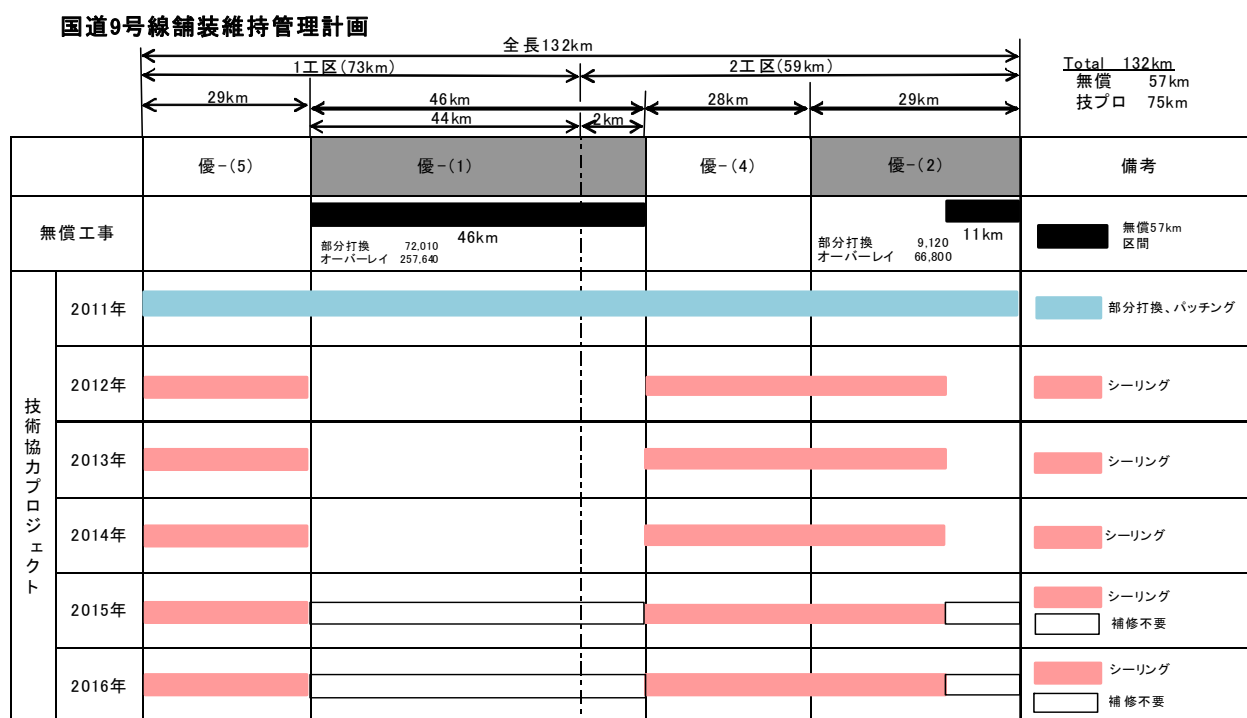 国道9号線舗装維持管理計画
全長132km
1工区(73km)
2工区(59km)
Total 132km
無償 57km
技プロ 75km
29km
46km
28km
29km
44km
2km
優-(5)
優-(1)
優-(4)
優-(2)
備考
無償工事
46km
部分打換 72,010
オーバーレイ 257,640
11km
部分打換 9,120
オーバーレイ 66,800
無償57km
区間
技術協力プロジェクト
2011年
部分打換、パッチング
2012年
シーリング
2013年
シーリング
2014年
シーリング
2015年
シーリング
補修不要
2016年
シーリング
補修不要